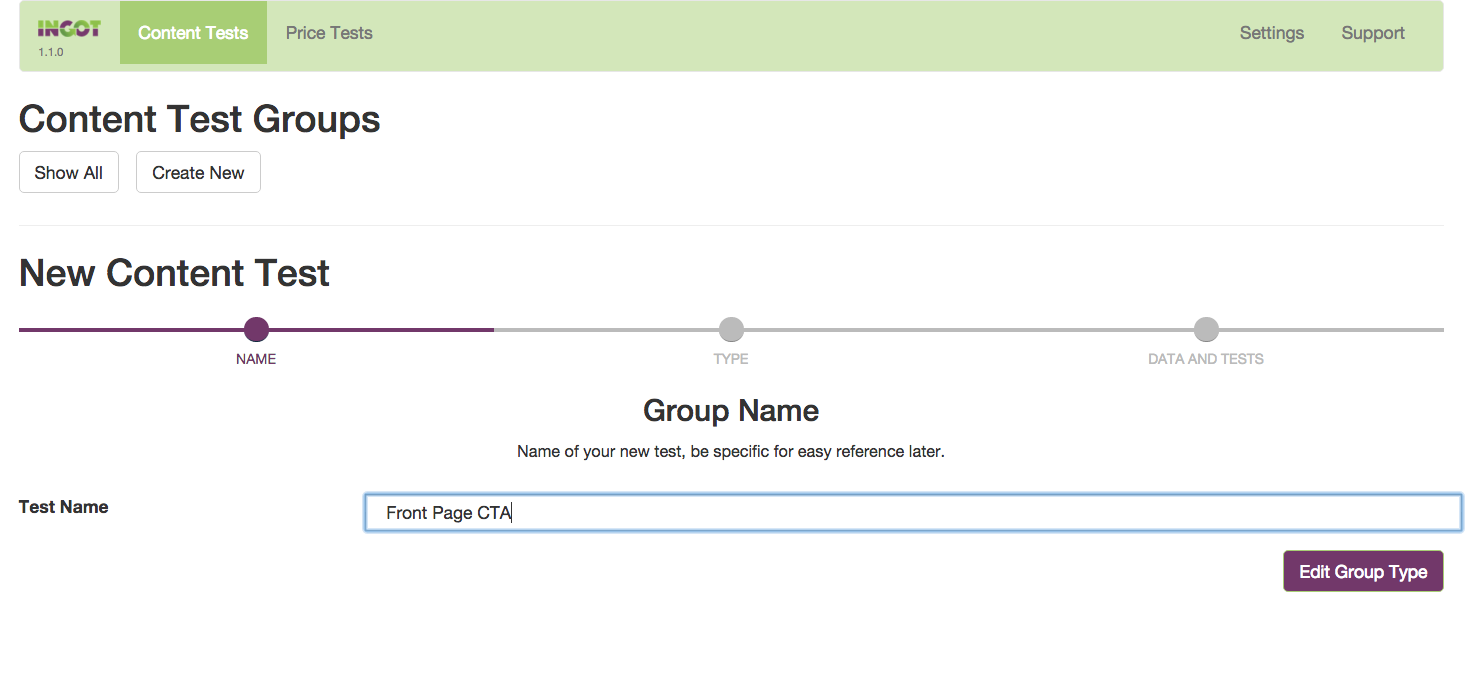 INGOT
1.1.0
Content Tests
Price Tests
Settings
Support
Content Test Groups
Show All
Create New
New Content Test
NAME
TYPE
DATA AND TESTS
Group Name
Name of your new test, be specific for easy reference later.
Test Name
Front Page CTA
Edit Group Type